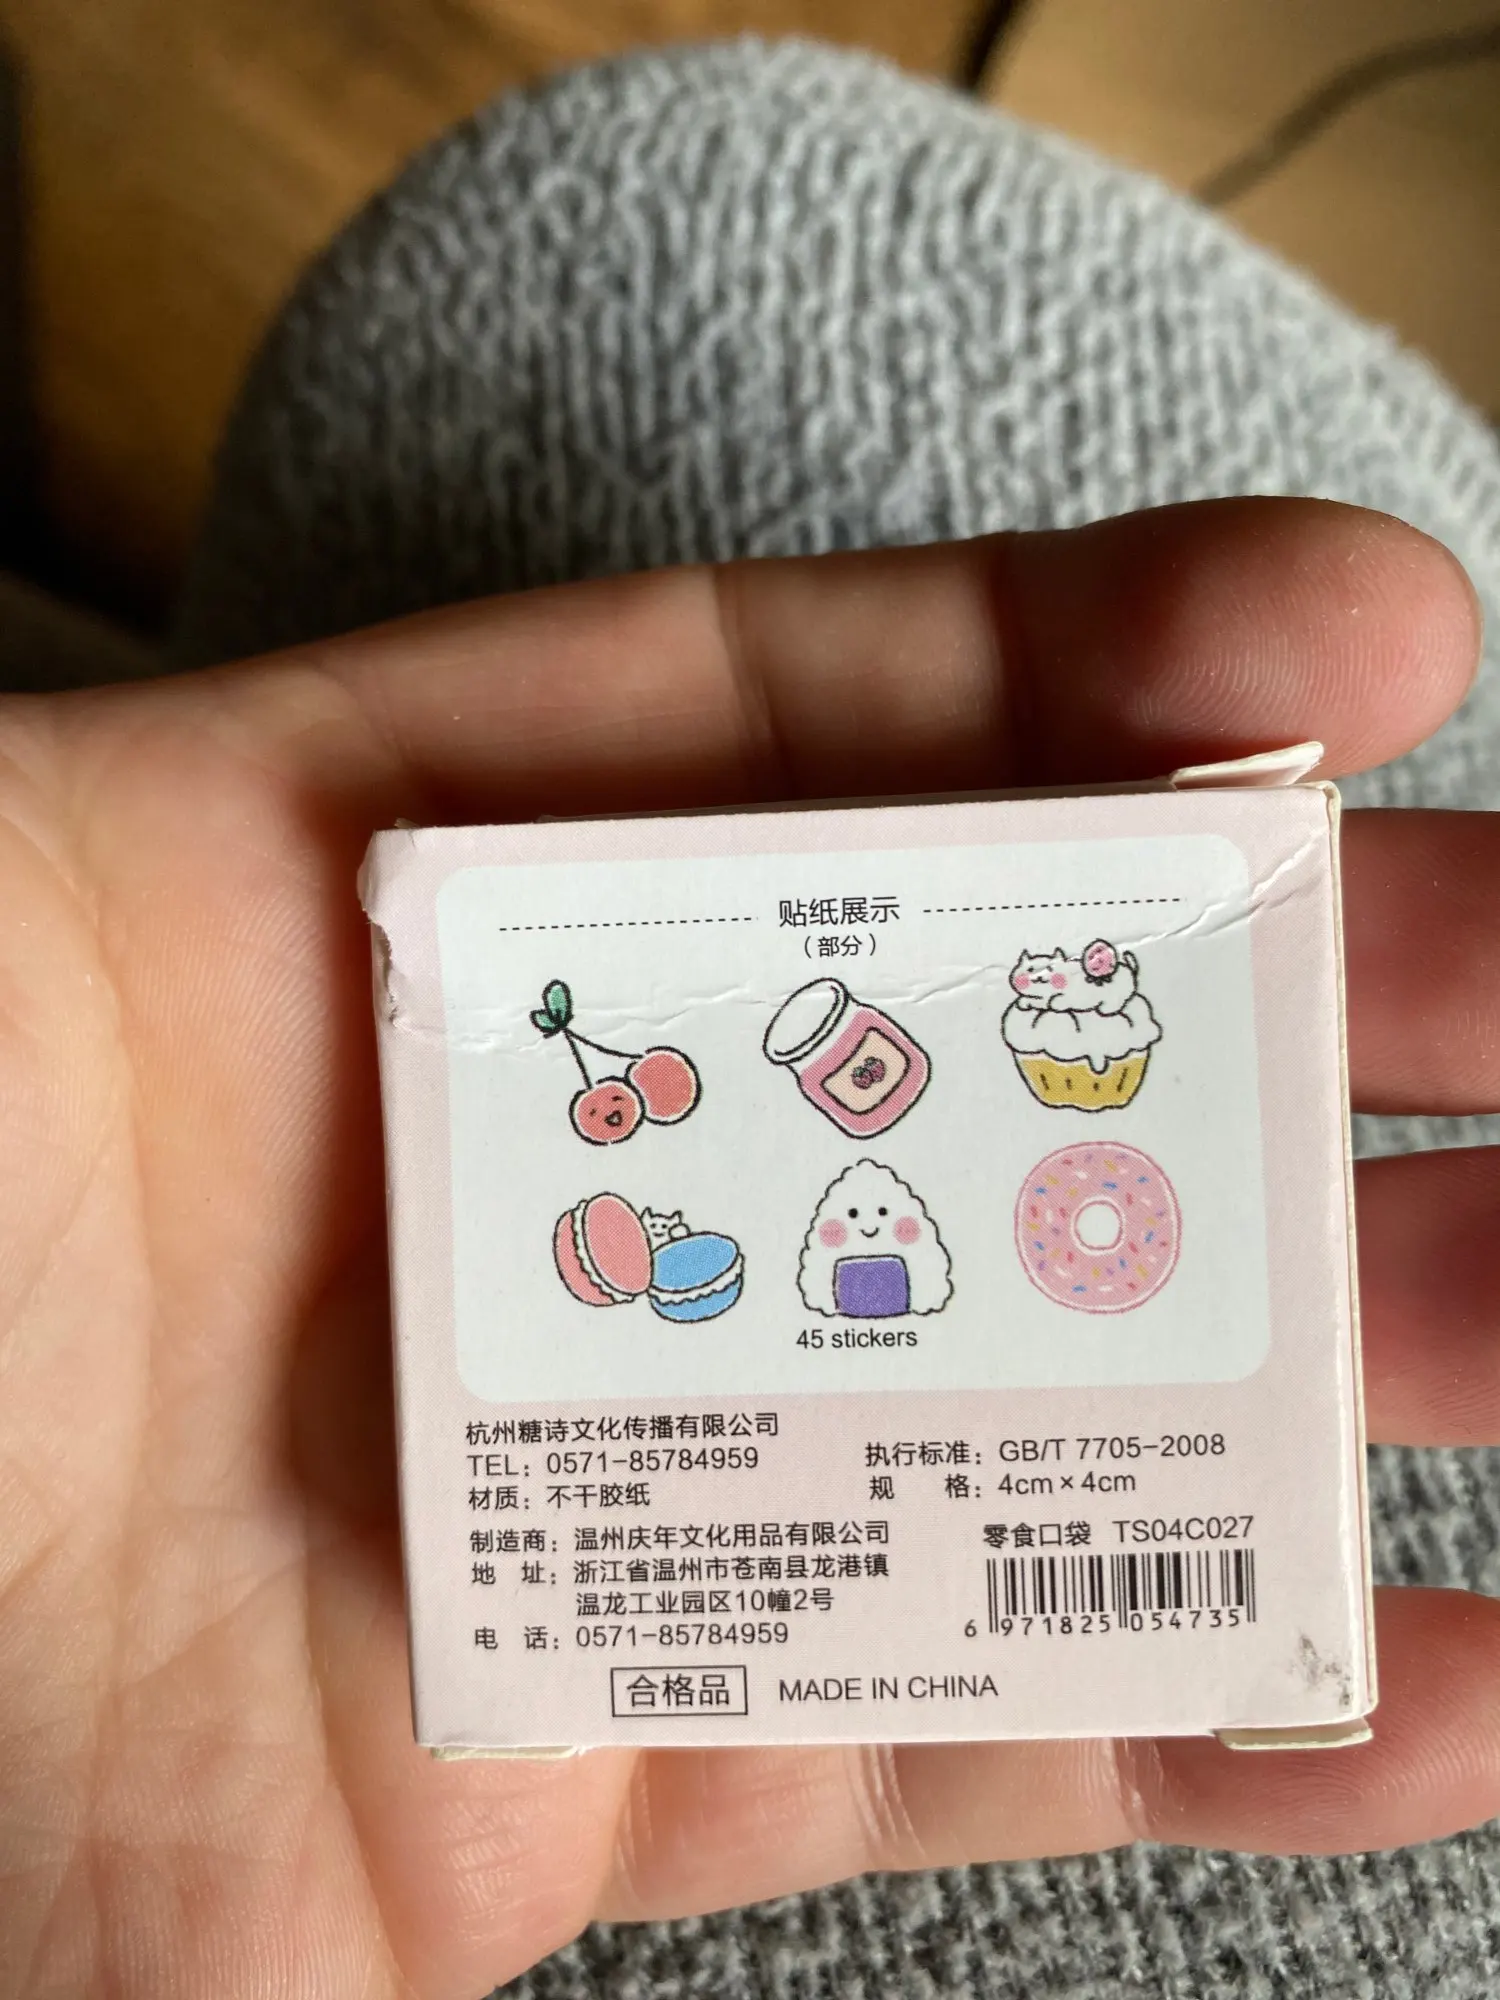 贴纸展示
（部分）
45 stickers
杭州糖诗文化传播有限公司
TEL：0571-85784959
材质：不干胶纸
执行标准：GB/T 7705-2008
规 格：4cm×4cm
制造商：温州庆年文化用品有限公司
地 址：浙江省温州市苍南县龙港镇
温龙工业园区10幢2号
电 话：0571-85784959
零食口袋 TS04C027
6 971825 054735
合格品 MADE IN CHINA